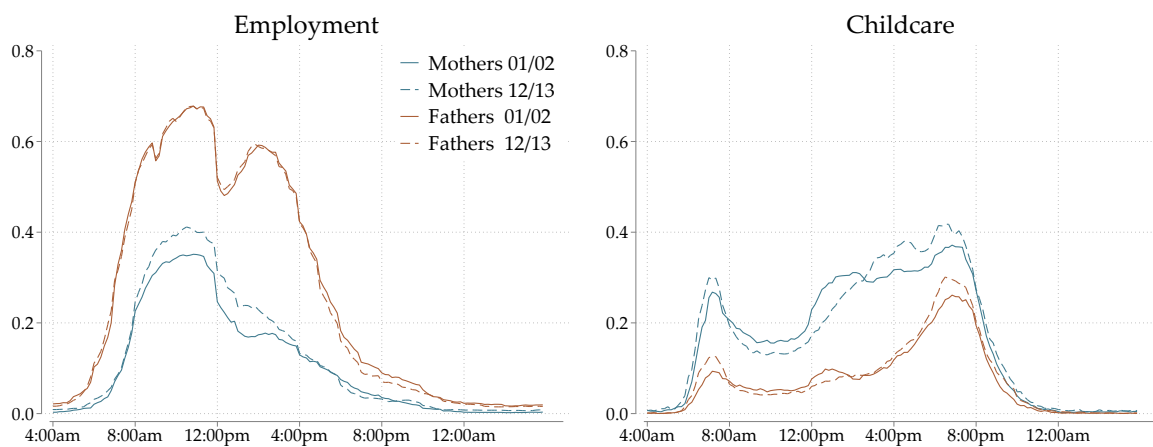 Employment
0.8
0.6
0.4
0.2
0.0
4:00am 8:00am 12:00pm 4:00pm 8:00pm 12:00am
Mothers 01/02
Mothers 12/13
Fathers 01/02
Fathers 12/13
Childcare
0.8
0.6
0.4
0.2
0.0
4:00am 8:00am 12:00pm 4:00pm 8:00pm 12:00am